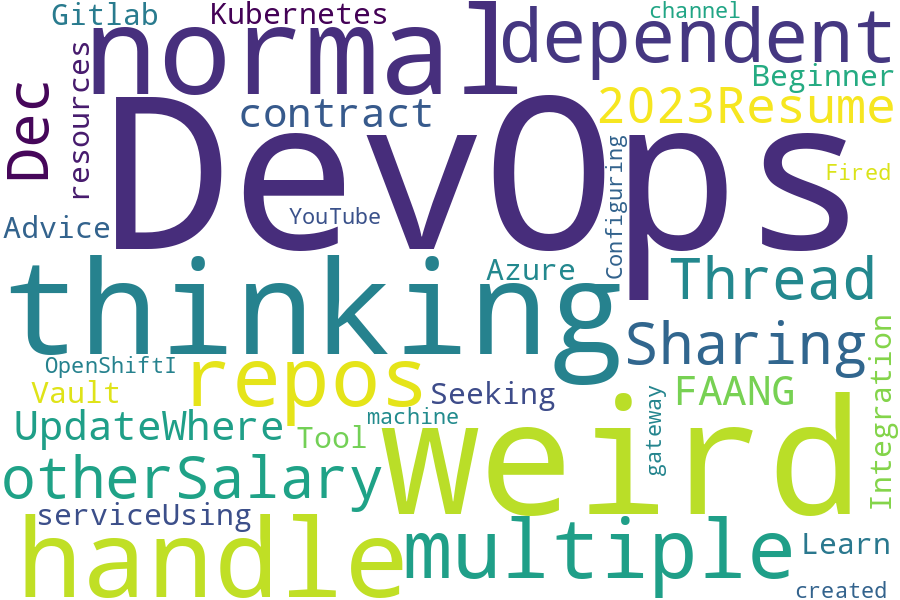 Gitlab
Kubernetes
channel
normal
dependent
Beginner
Dec
resources
contract
2023Resume
DevOps
Configuring
Fired
Advice
YouTube
thinking
Azure
Thread
Sharing
OpenShiftI
repos
Vault
Seeking
FAANG
Integration
UpdateWhere
Tool
machine
gateway
weird
otherSalary
serviceUsing
handle
multiple
Learn
created